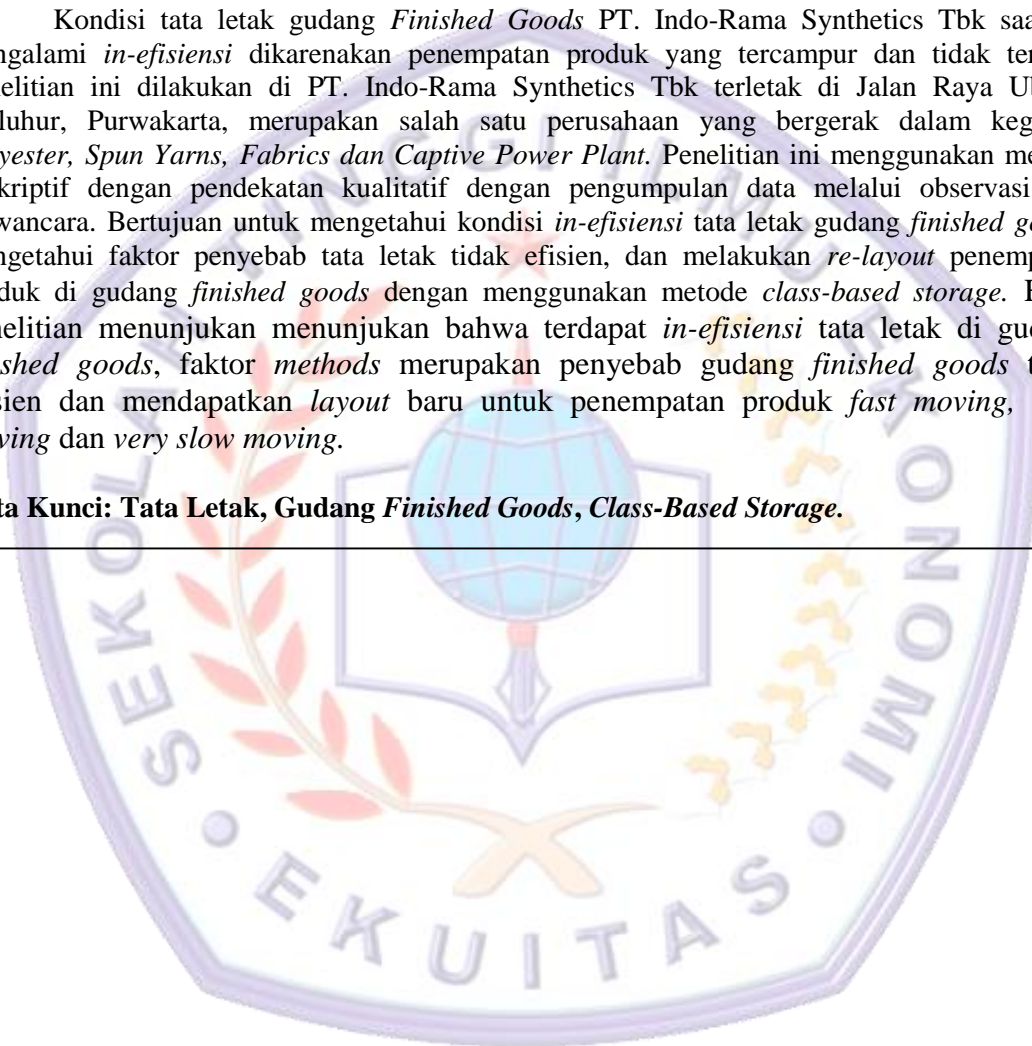 Kondisi tata letak gudang Finished Goods PT. Indo-Rama Synthetics Tbk saa
ngalami in-efisiensi dikarenakan penempatan produk yang tercampur dan tidak ter
nelitian ini dilakukan di PT. Indo-Rama Synthetics Tbk terletak di Jalan Raya Ub
luhur, Purwakarta, merupakan salah satu perusahaan yang bergerak dalam keg
yester, Spun Yarns, Fabrics dan Captive Power Plant. Penelitian ini menggunakan me
kriptif dengan pendekatan kualitatif dengan pengumpulan data melalui observasi
wancara. Bertujuan untuk mengetahui kondisi in-efisiensi tata letak gudang finished go
ngetahui faktor penyebab tata letak tidak efisien, dan melakukan re-layout penemp
duk di gudang finished goods dengan menggunakan metode class-based storage.
nelitian menunjukan menunjukan bahwa terdapat in-efisiensi tata letak di gud
shed goods, faktor methods merupakan penyebab gudang finished goods t
sien dan mendapatkan layout baru untuk penempatan produk fast moving,
ving dan very slow moving.
ta Kunci: Tata Letak, Gudang Finished Goods, Class-Based Storage.
SEKOLAH TINGGI ILMU EKONOMI
EKUITAS